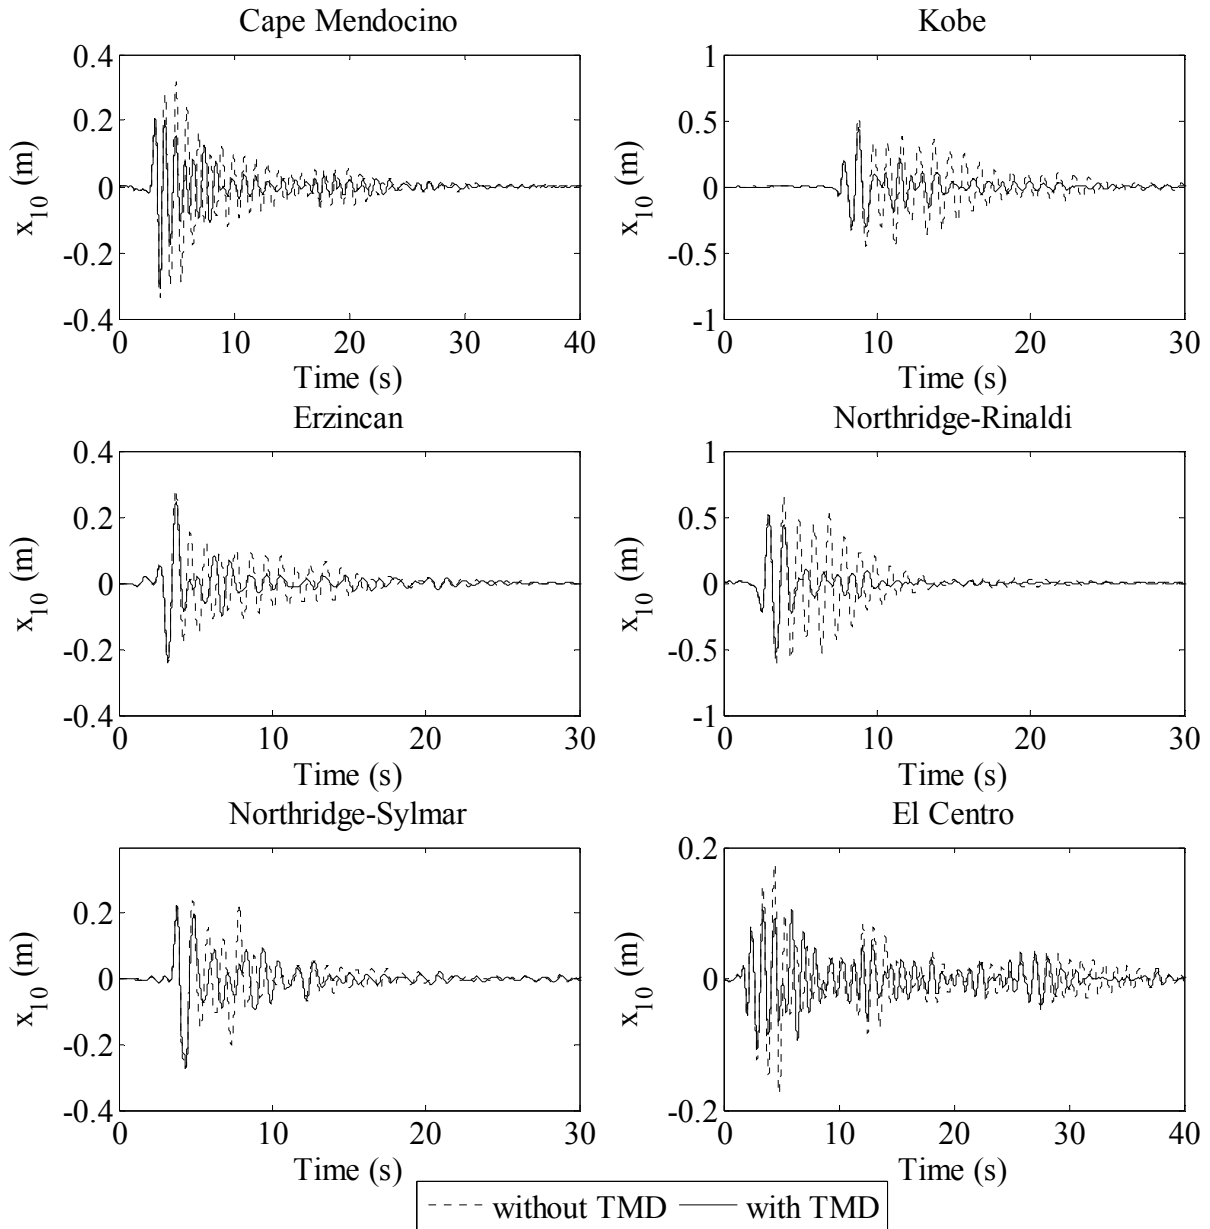 Cape Mendocino
0.4
0.2
0
-0.2
-0.4
x10 (m)
0 10 20 30 40
Time (s)
Kobe
1
0.5
0
-0.5
-1
x10 (m)
0 10 20 30
Time (s)
Erzincan
0.4
0.2
0
-0.2
-0.4
x10 (m)
0 10 20 30
Time (s)
Northridge-Rinaldi
1
0.5
0
-0.5
-1
x10 (m)
0 10 20 30
Time (s)
Northridge-Sylmar
0.2
0
-0.2
-0.4
x10 (m)
0 10 20 30
Time (s)
El Centro
0.2
0.1
0
-0.1
-0.2
x10 (m)
0 10 20 30 40
Time (s)
without TMD with TMD